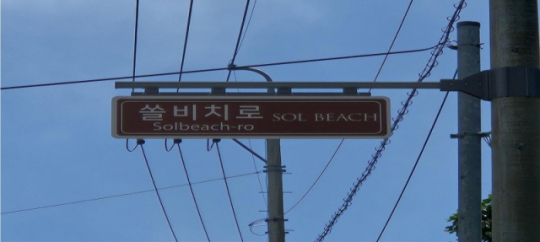 쏠비치로 SOL BEACH
Solbeach-ro